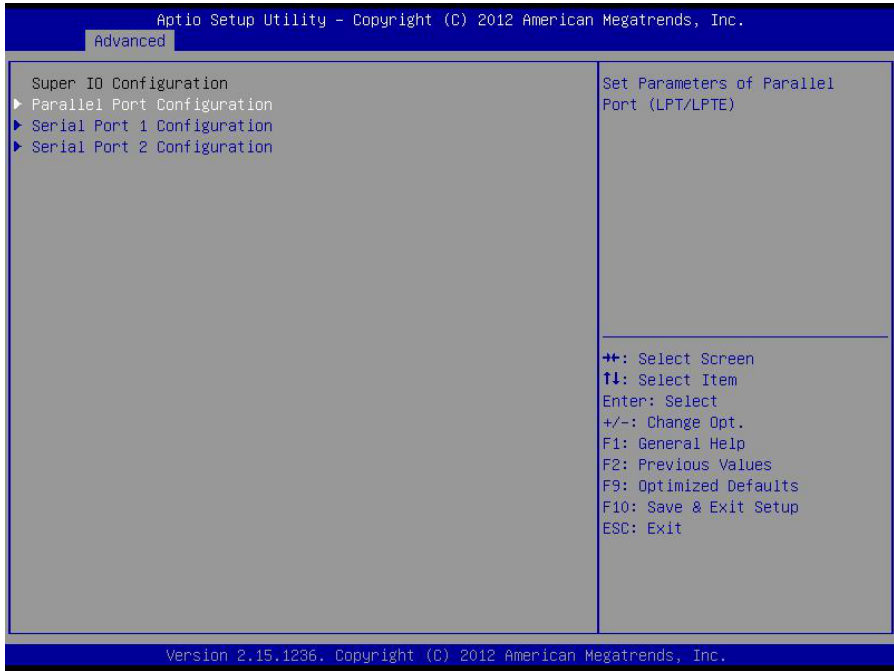 Aptio Setup Utility – Copyright (C) 2012 American Megatrends, Inc.
Advanced
Super IO Configuration
Parallel Port Configuration
Serial Port 1 Configuration
Serial Port 2 Configuration
Set Parameters of Parallel
Port (LPT/LPTE)
→←: Select Screen
↑↓: Select Item
Enter: Select
+/-: Change Opt.
F1: General Help
F2: Previous Values
F9: Optimized Defaults
F10: Save & Exit Setup
ESC: Exit
Version 2.15.1236. Copyright (C) 2012 American Megatrends, Inc.